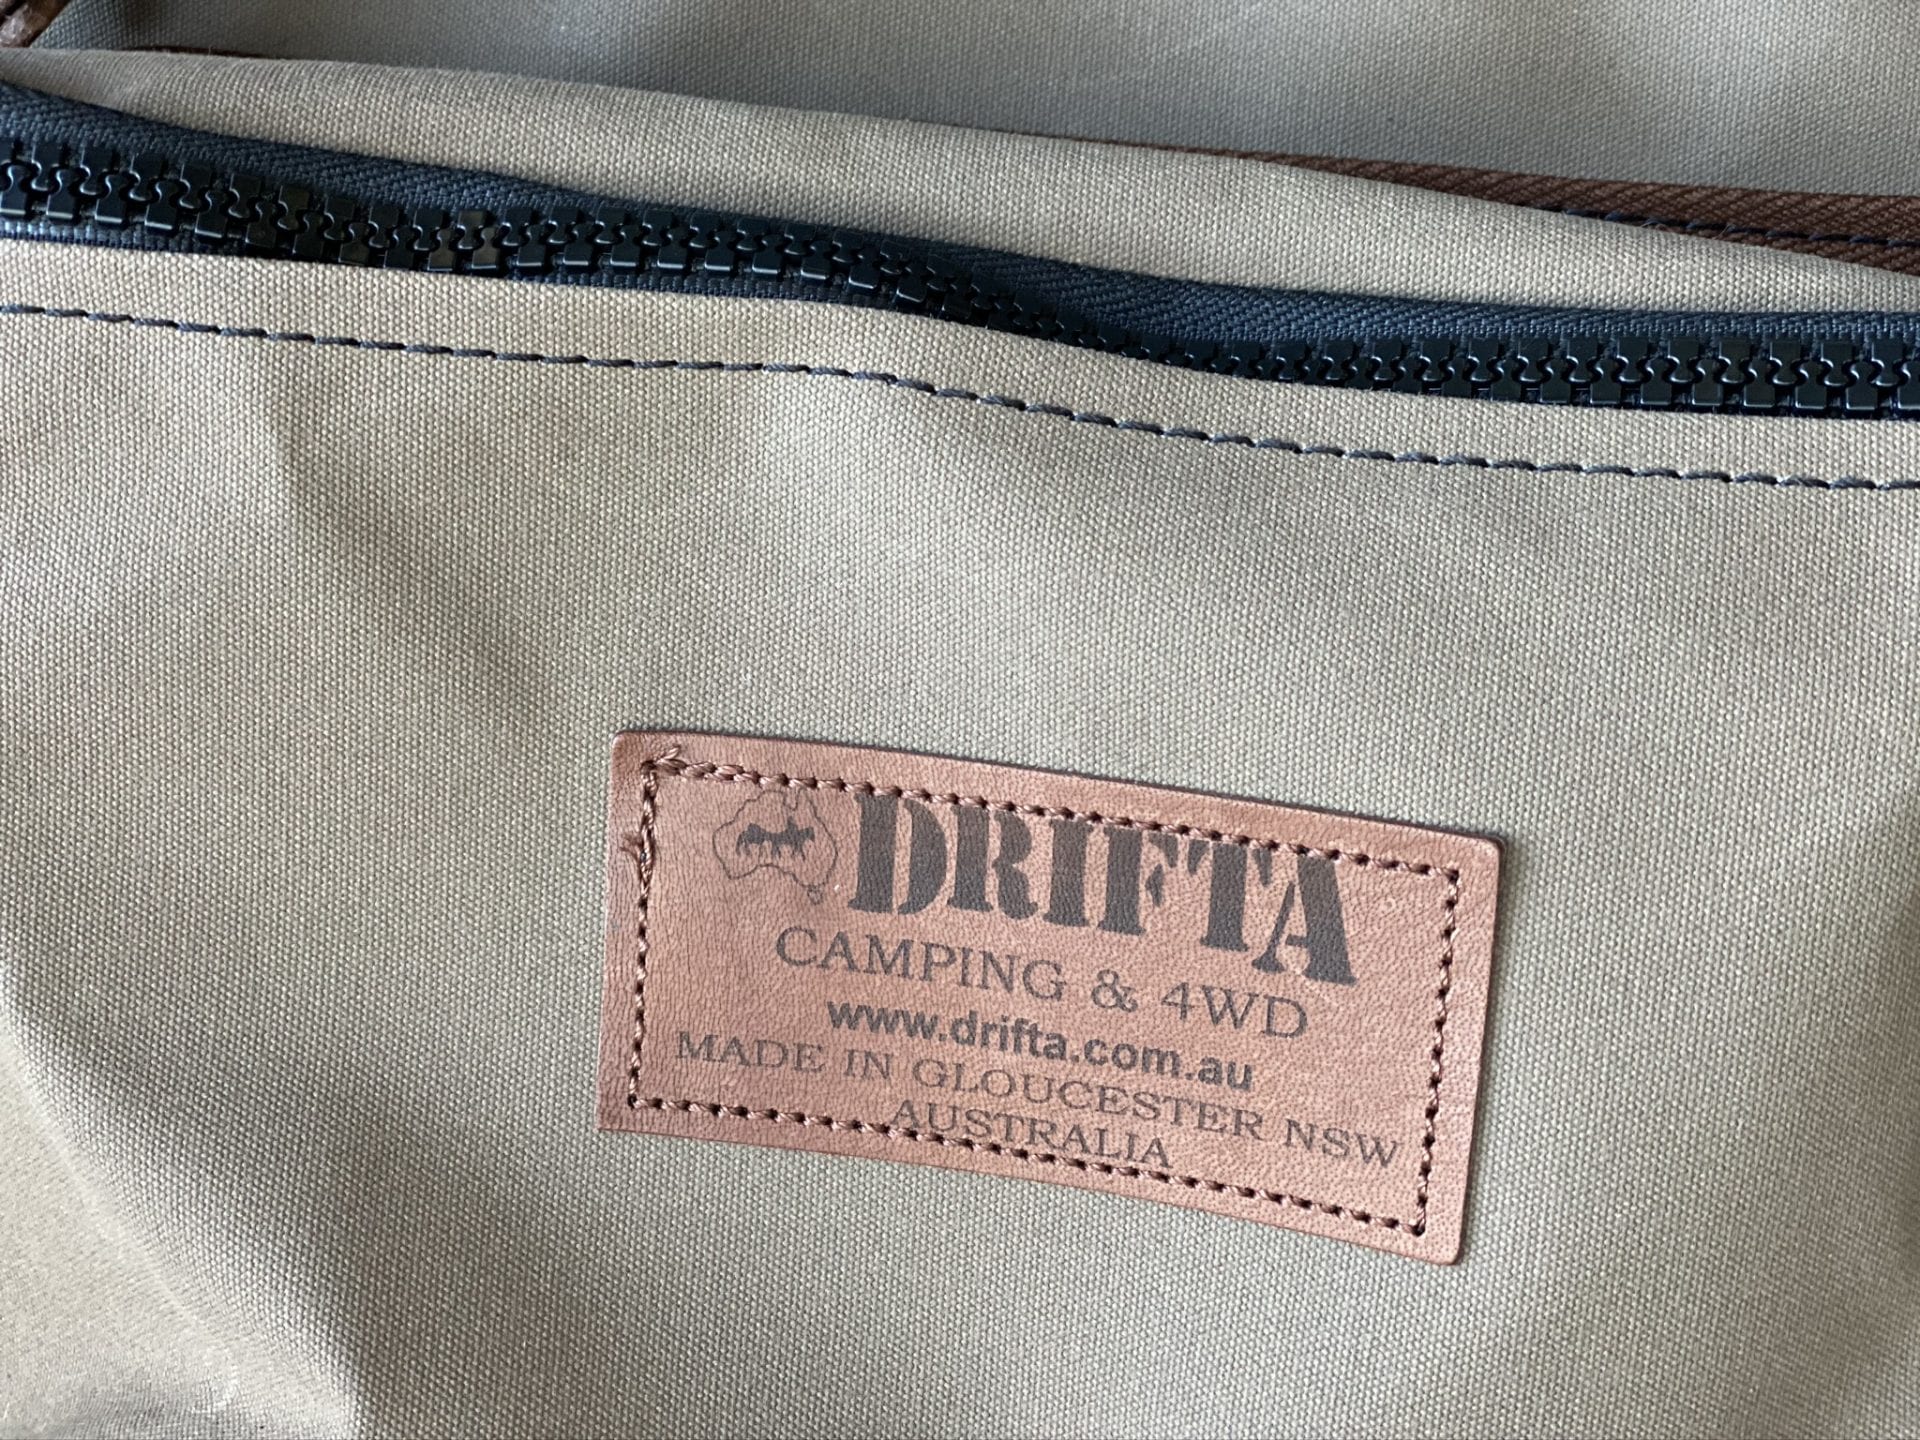 DRIFTA
CAMPING & 4WD
www.drifta.com.au
MADE IN GLOUCESTER NSW
AUSTRALIA